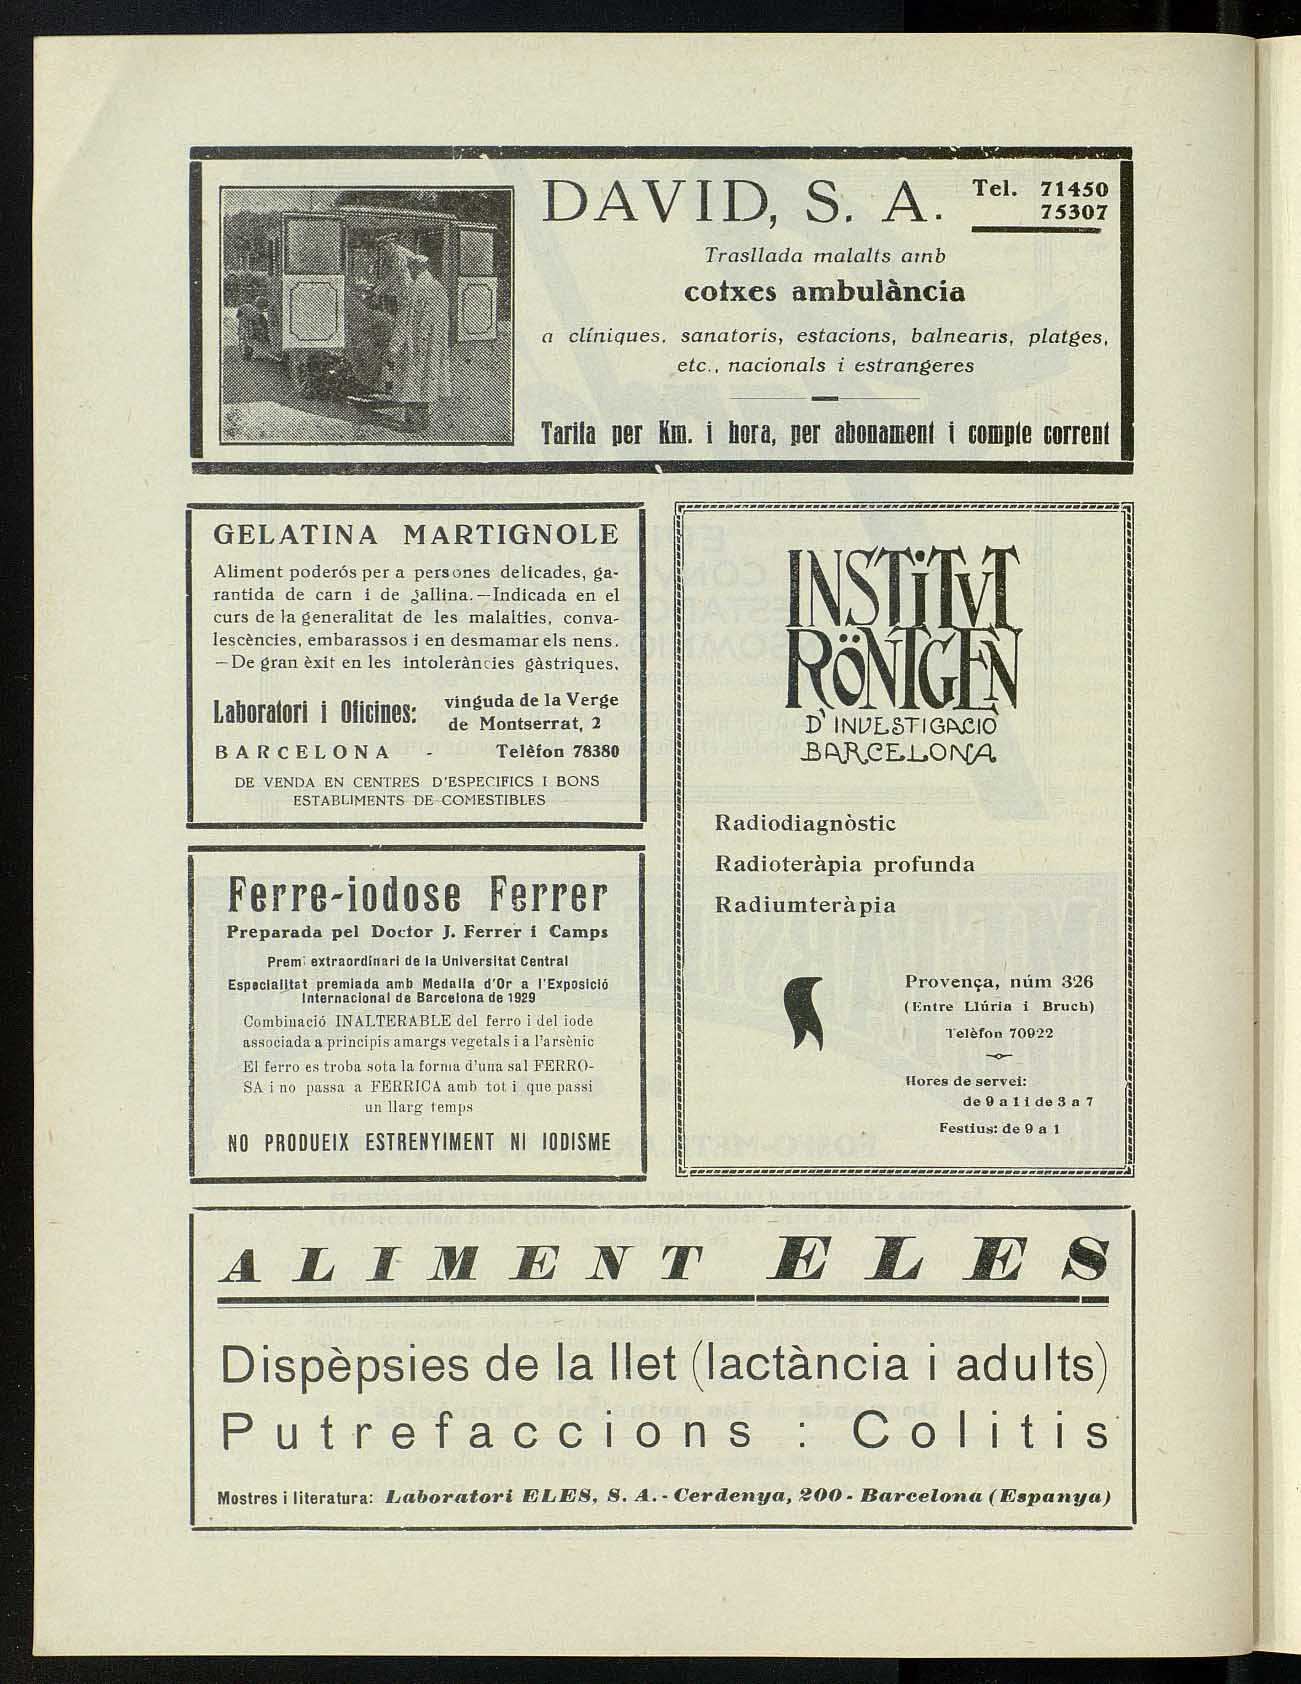 DAVID, S. A. Tel. 71450
75307
Trasllada malalts amb
cotxes ambulància
a clíniques, sanatoris, estacions, balnearis, platges,
etc., nacionals i estrangeres
Tarifa per Km. i hora, per abonament i compte corrent
GELATINA MARTIGNOLE
Aliment poderós per a persones delicades, ga-
rantida de carn i de gallina.—Indicada en el
curs de la generalitat de les malalties, conva-
lescències, embarassos i en desmamar els nens.
—De gran èxit en les intoleràncies gàstriques,
Laboratori i Oficines: vinguda de la Verge
de Montserrat, 2
BARCELONA - Telèfon 78380
DE VENDA EN CENTRES D'ESPECIFICS I BONS
ESTABLIMENTS DE COMESTIBLES
Ferre-iodose Ferrer
Preparada pel Doctor J. Ferrer i Camps
Premi extraordinari de la Universitat Central
Especialitat premiada amb Medalla d'Or a l'Exposició
Internacional de Barcelona de 1929
Combinació INALTERABLE del ferro i del iode
associada a principis amargs vegetals i a l'arsènic
El ferro es troba sota la forma d'una sal FERRO-
SA i no passa a FERRICA amb tot i que passi
un llarg temps
NO PRODUEIX ESTRENYIMENT NI IODISME
INSTITVT
RÖNTGEN
D'INVESTIGACIÓ
BARCELONA
Radiodiagnòstic
Radioteràpia profunda
Radiumteràpia
Provença, núm 326
(Entre Llúria i Bruch)
Telèfon 70922
Hores de servei:
de 9 a 1 i de 3 a 7
Festius: de 9 a 1
ALIMENT ELES
Dispèpsies de la llet (lactància i adults)
Putrefaccions : Colitis
Mostres i literatura: Laboratori ELES, S. A. - Cerdenya, 200 - Barcelona (Espanya)